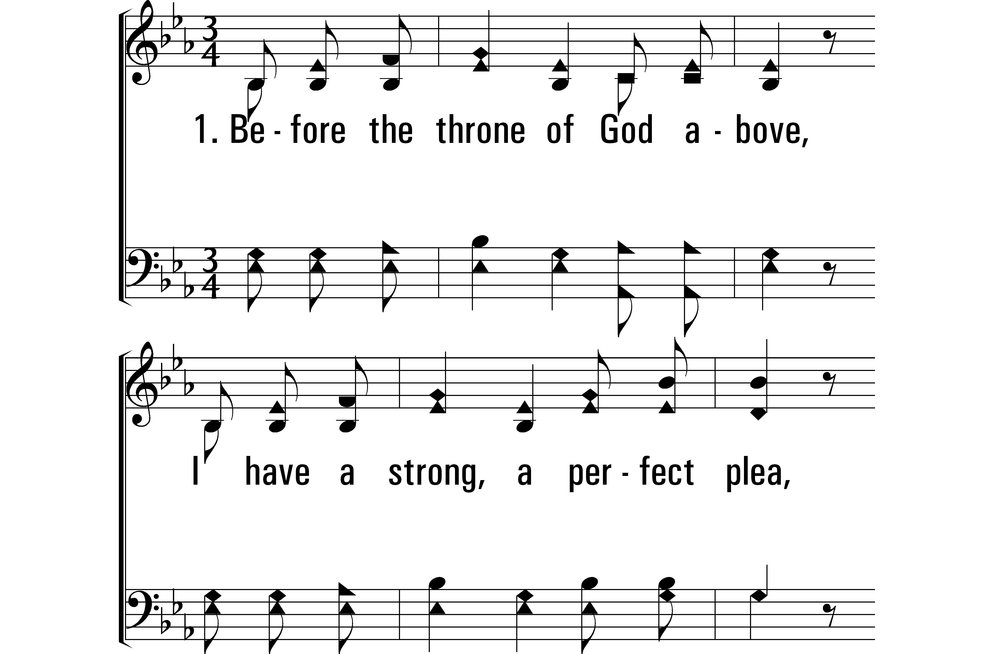 1. Be - fore the throne of God a - bove,
I have a strong, a per - fect plea,